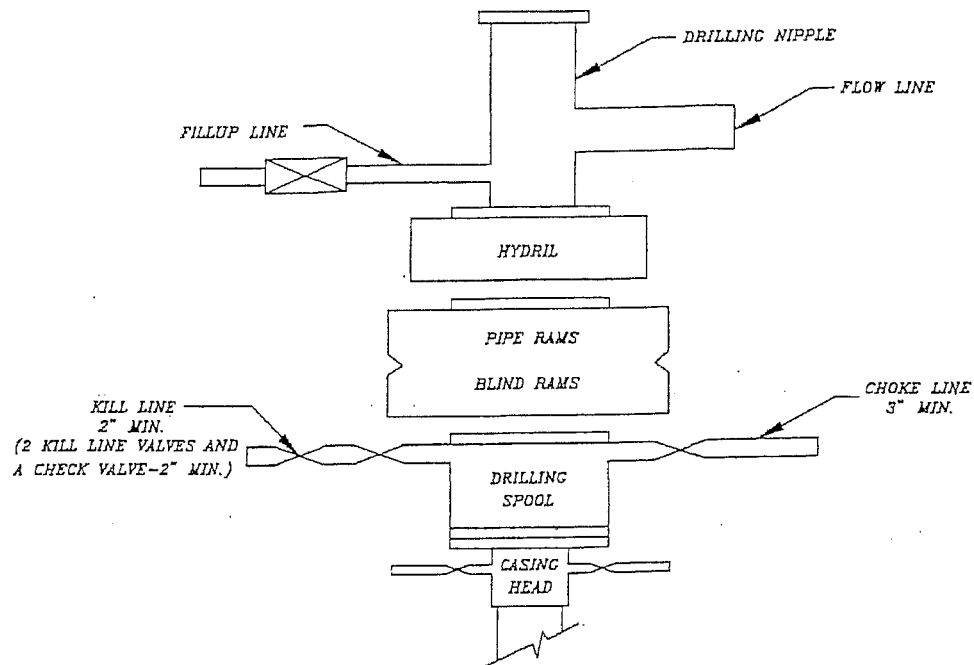 DRILLING NIPPLE
FLOW LINE
FILLUP LINE
HYDRIL
PIPE RAMS
BLIND RAMS
CHOKE LINE
3" MIN.
KILL LINE
2" MIN.
(2 KILL LINE VALVES AND
A CHECK VALVE-2" MIN.)
DRILLING
SPOOL
CASING
HEAD